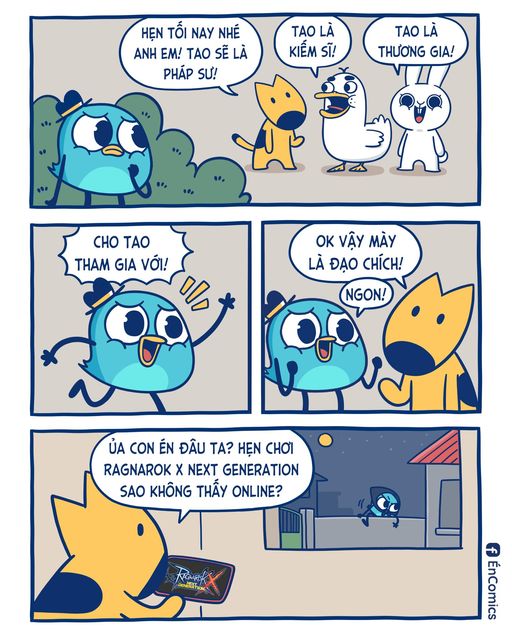 HẸN TỐI NAY NHÉ
ANH EM! TAO SẼ LÀ
PHÁP SƯ!
TAO LÀ
KIẾM SĨ!
TAO LÀ
THƯƠNG GIA!
CHO TAO
THAM GIA VỚI!
OK VẬY MÀY
LÀ ĐẠO CHÍCH!
NGON!
ỦA CON ÉN ĐÂU TA? HẸN CHƠI
RAGNAROK X NEXT GENERATION
SAO KHÔNG THẤY ONLINE?
RAGNAROK X
NEXT
GENERATION
ÉnComics